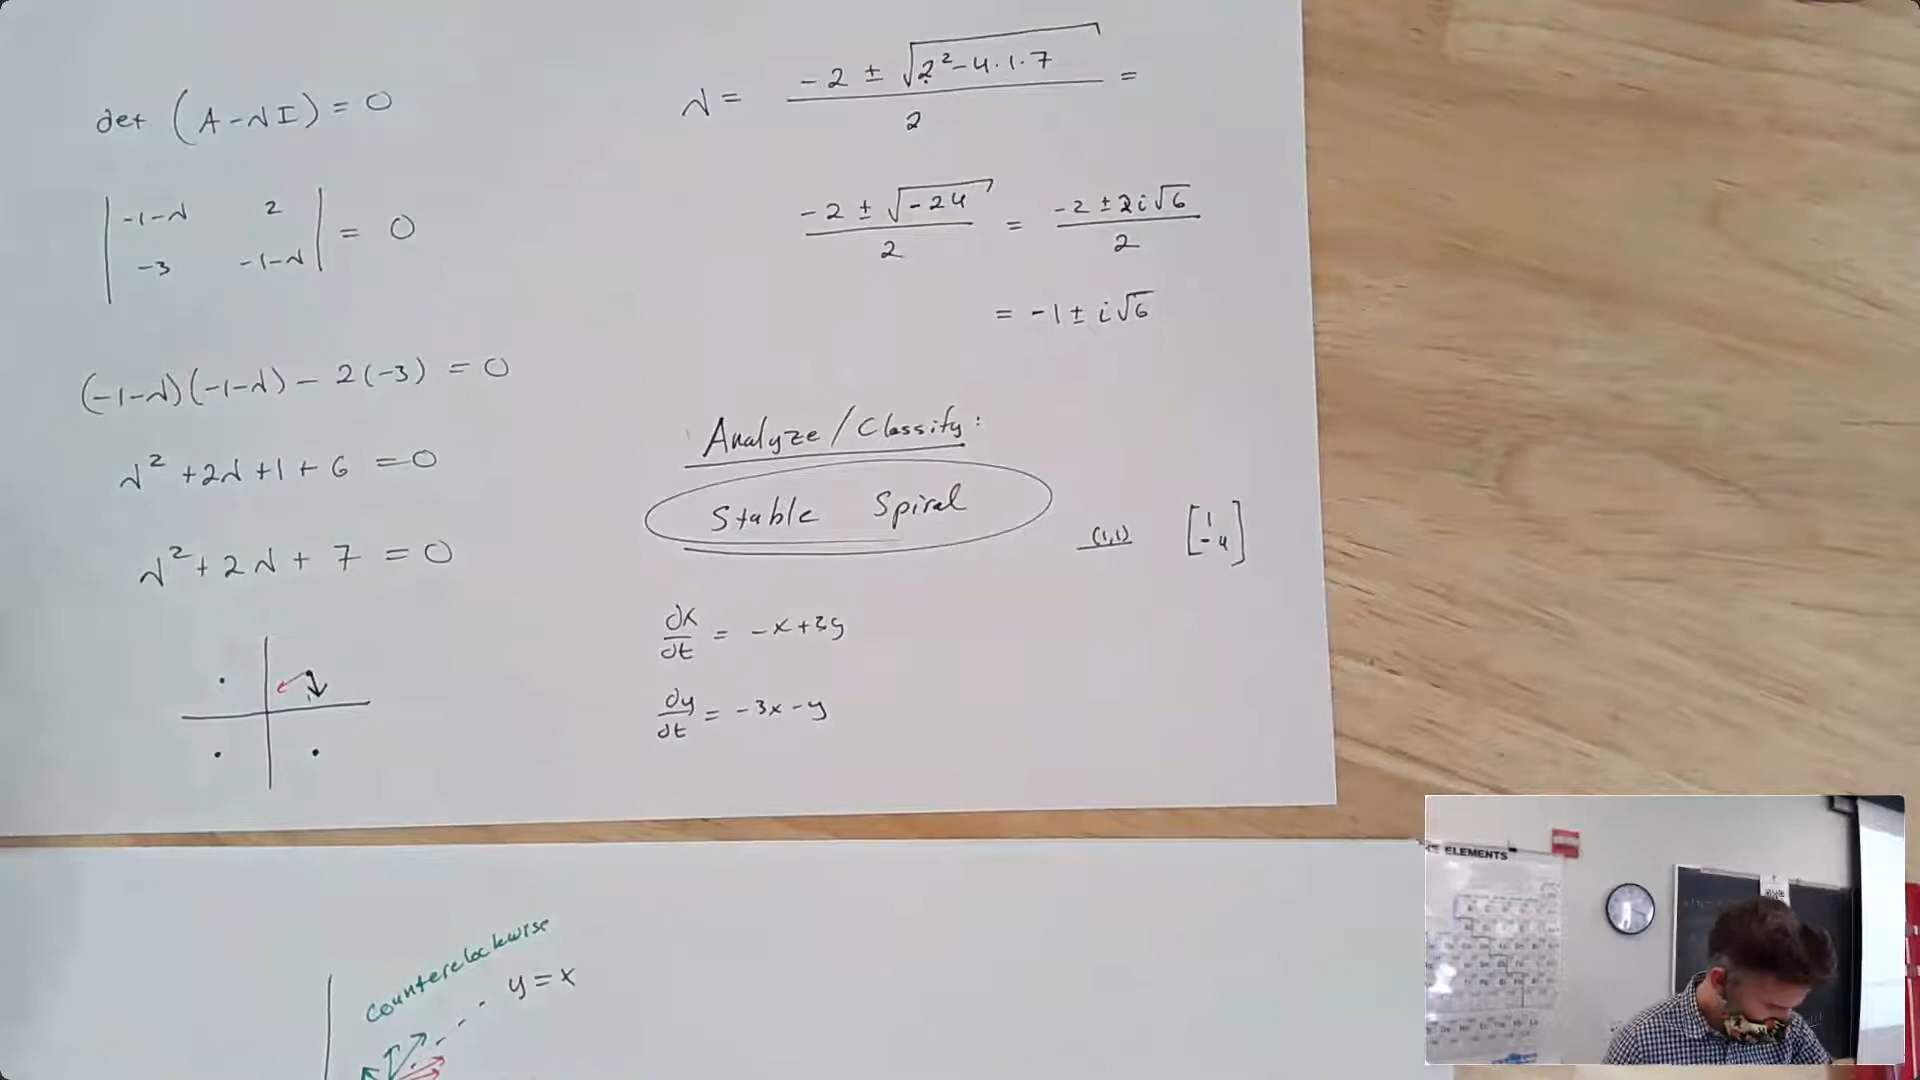 det (A-λI) = 0
| -1-λ 2 |
| -3 -1-λ | = 0
(-1-λ)(-1-λ) - 2(-3) = 0
λ² + 2λ + 1 + 6 = 0
λ² + 2λ + 7 = 0
λ = (-2 ± √(2²-4·1·7)) / 2 =
(-2 ± √-24) / 2 = (-2 ± 2i√6) / 2
= -1 ± i√6
Analyze/Classify:
Stable Spiral
(1,1) [1 -4]
dx/dt = -x+2y
dy/dt = -3x-y
counterclockwise
y=x
ELEMENTS